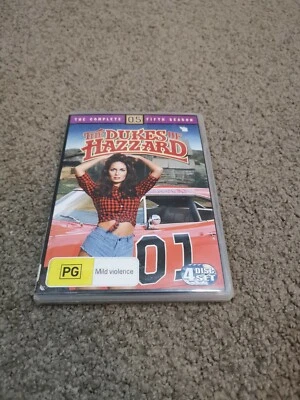 THE COMPLETE 05 FIFTH SEASON
THE DUKES OF
HAZZARD
01
PG Mild violence
4 DISC
SET